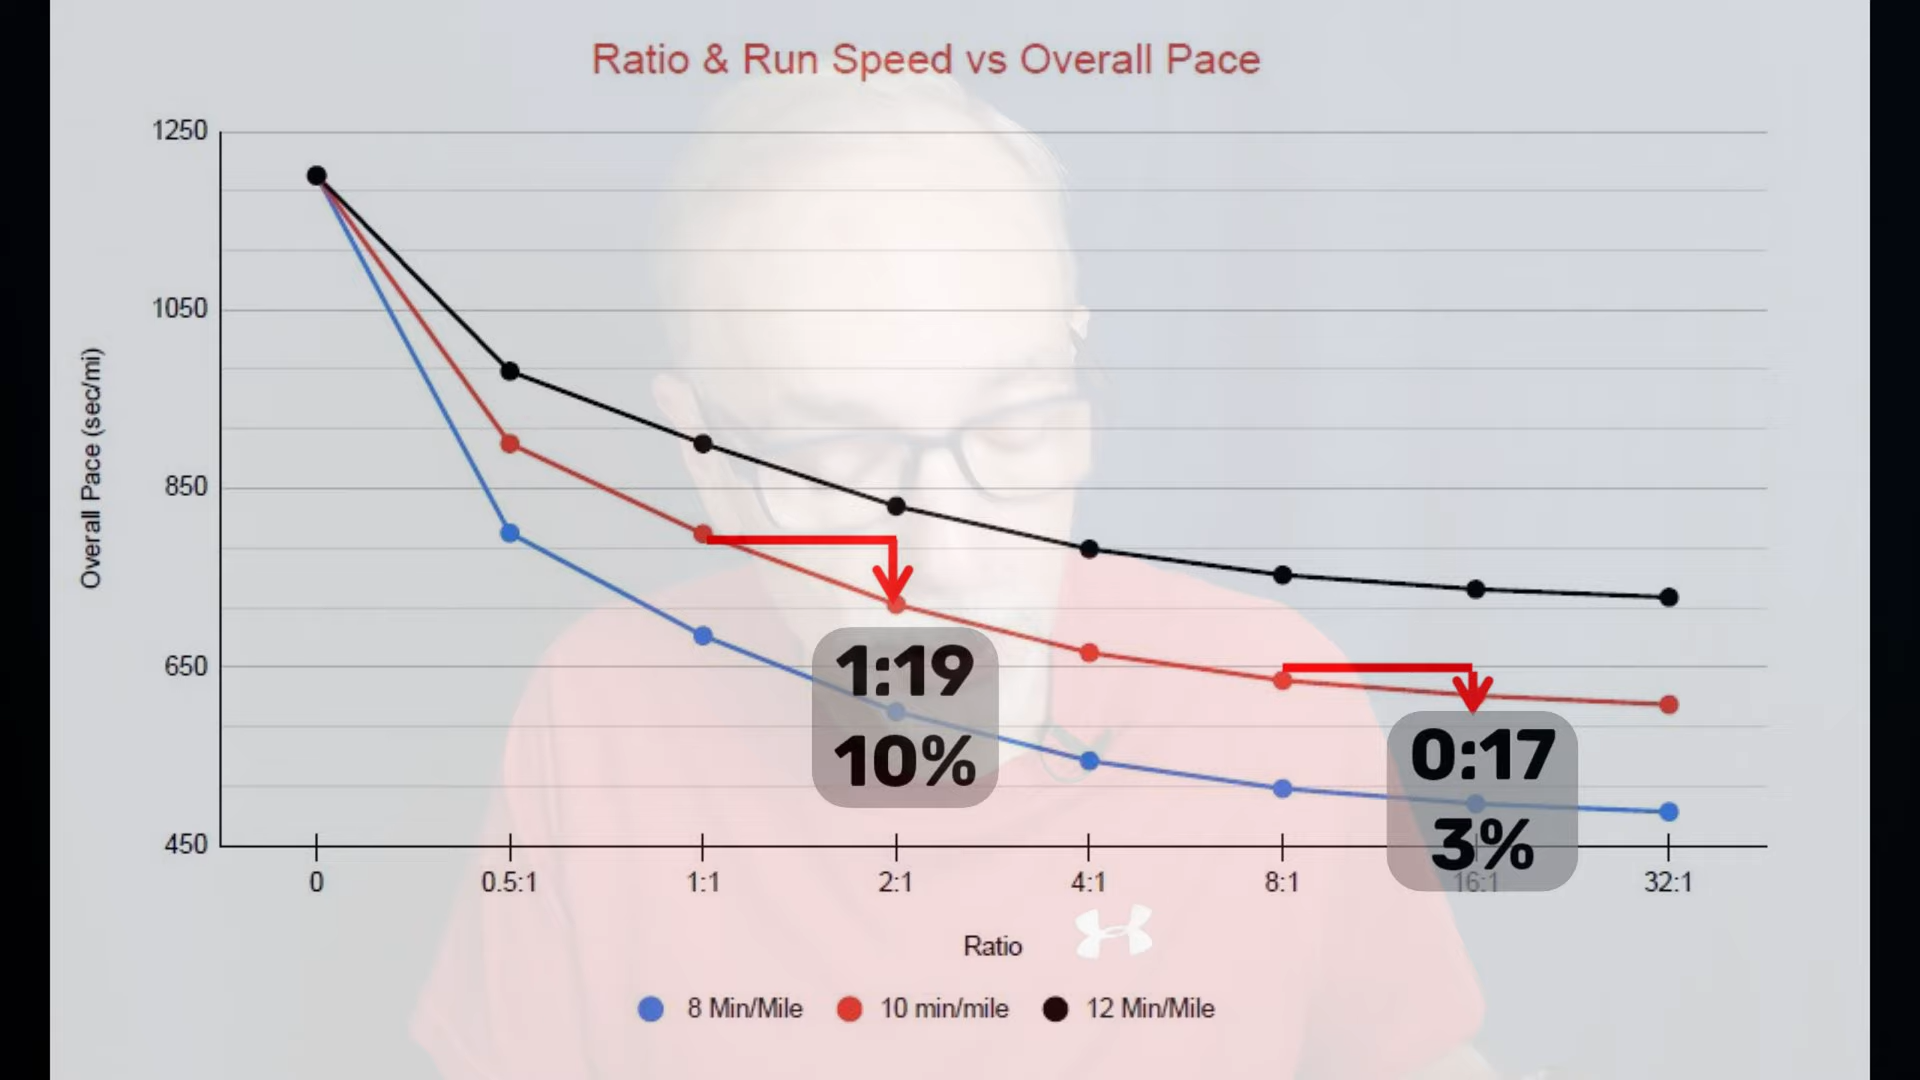 Ratio & Run Speed vs Overall Pace
1250
1050
850
650
450
Overall Pace (sec/mi)
1:19
10%
0:17
3%
0
0.5:1
1:1
2:1
4:1
8:1
16:1
32:1
Ratio
8 Min/Mile
10 min/mile
12 Min/Mile